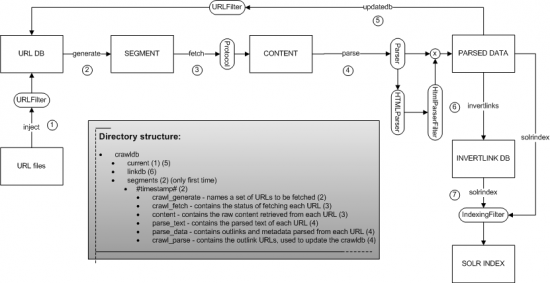 URLFilter
updatedb
5
URL DB
generate
2
SEGMENT
fetch
3
Protocol
CONTENT
parse
4
Parser
x
PARSED DATA
HTMLParser
HtmlParserFilter
6
invertlinks
solrindex
URLFilter
inject
1
URL files
INVERTLINK DB
7
solrindex
IndexingFilter
SOLR INDEX
Directory structure:
• crawldb
• current (1) (5)
• linkdb (6)
• segments (2) (only first time)
• #timestamp# (2)
• crawl_generate - names a set of URLs to be fetched (2)
• crawl_fetch - contains the status of fetching each URL (3)
• content - contains the raw content retrieved from each URL (3)
• parse_text - contains the parsed text of each URL (4)
• parse_data - contains outlinks and metadata parsed from each URL (4)
• crawl_parse - contains the outlink URLs, used to update the crawldb (4)